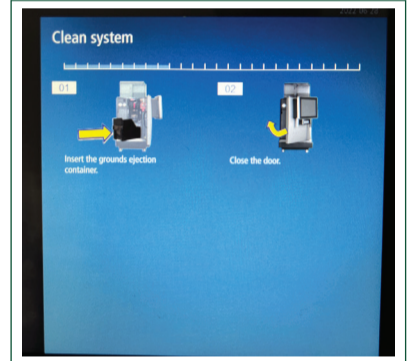 Clean system
01
02
Insert the grounds ejection
container.
Close the door.